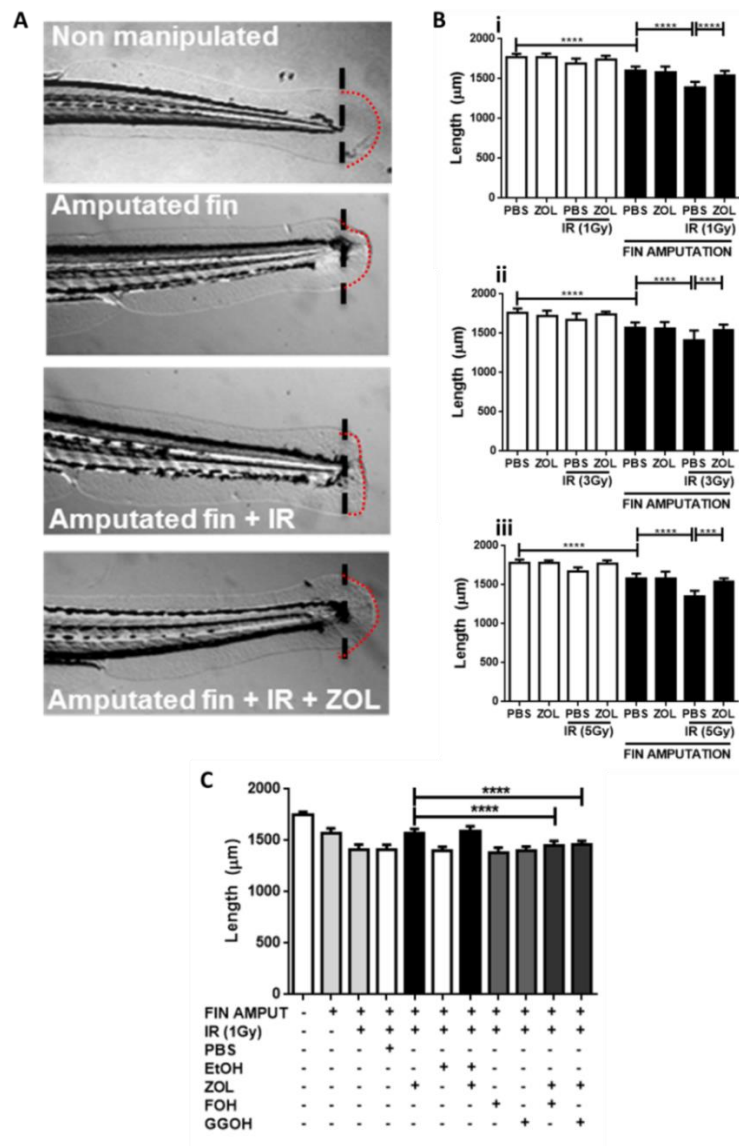 A
Non manipulated
Amputated fin
Amputated fin + IR
Amputated fin + IR + ZOL
B
i
Length (µm)
2000
1500
1000
500
0
**** **** ****
PBS ZOL PBS ZOL PBS ZOL PBS ZOL
IR (1Gy) IR (1Gy)
FIN AMPUTATION
ii
Length (µm)
2000
1500
1000
500
0
**** **** ***
PBS ZOL PBS ZOL PBS ZOL PBS ZOL
IR (3Gy) IR (3Gy)
FIN AMPUTATION
iii
Length (µm)
2000
1500
1000
500
0
**** **** ***
PBS ZOL PBS ZOL PBS ZOL PBS ZOL
IR (5Gy) IR (5Gy)
FIN AMPUTATION
C
Length (µm)
2000
1500
1000
500
0
****
****
FIN AMPUT - + + + + + + + + + +
IR (1Gy) - - + + + + + + + + +
PBS - - - + - - - - - - -
EtOH - - - - - + + - - - -
ZOL - - - - + - + - - + +
FOH - - - - - - - + - + -
GGOH - - - - - - - - + - +